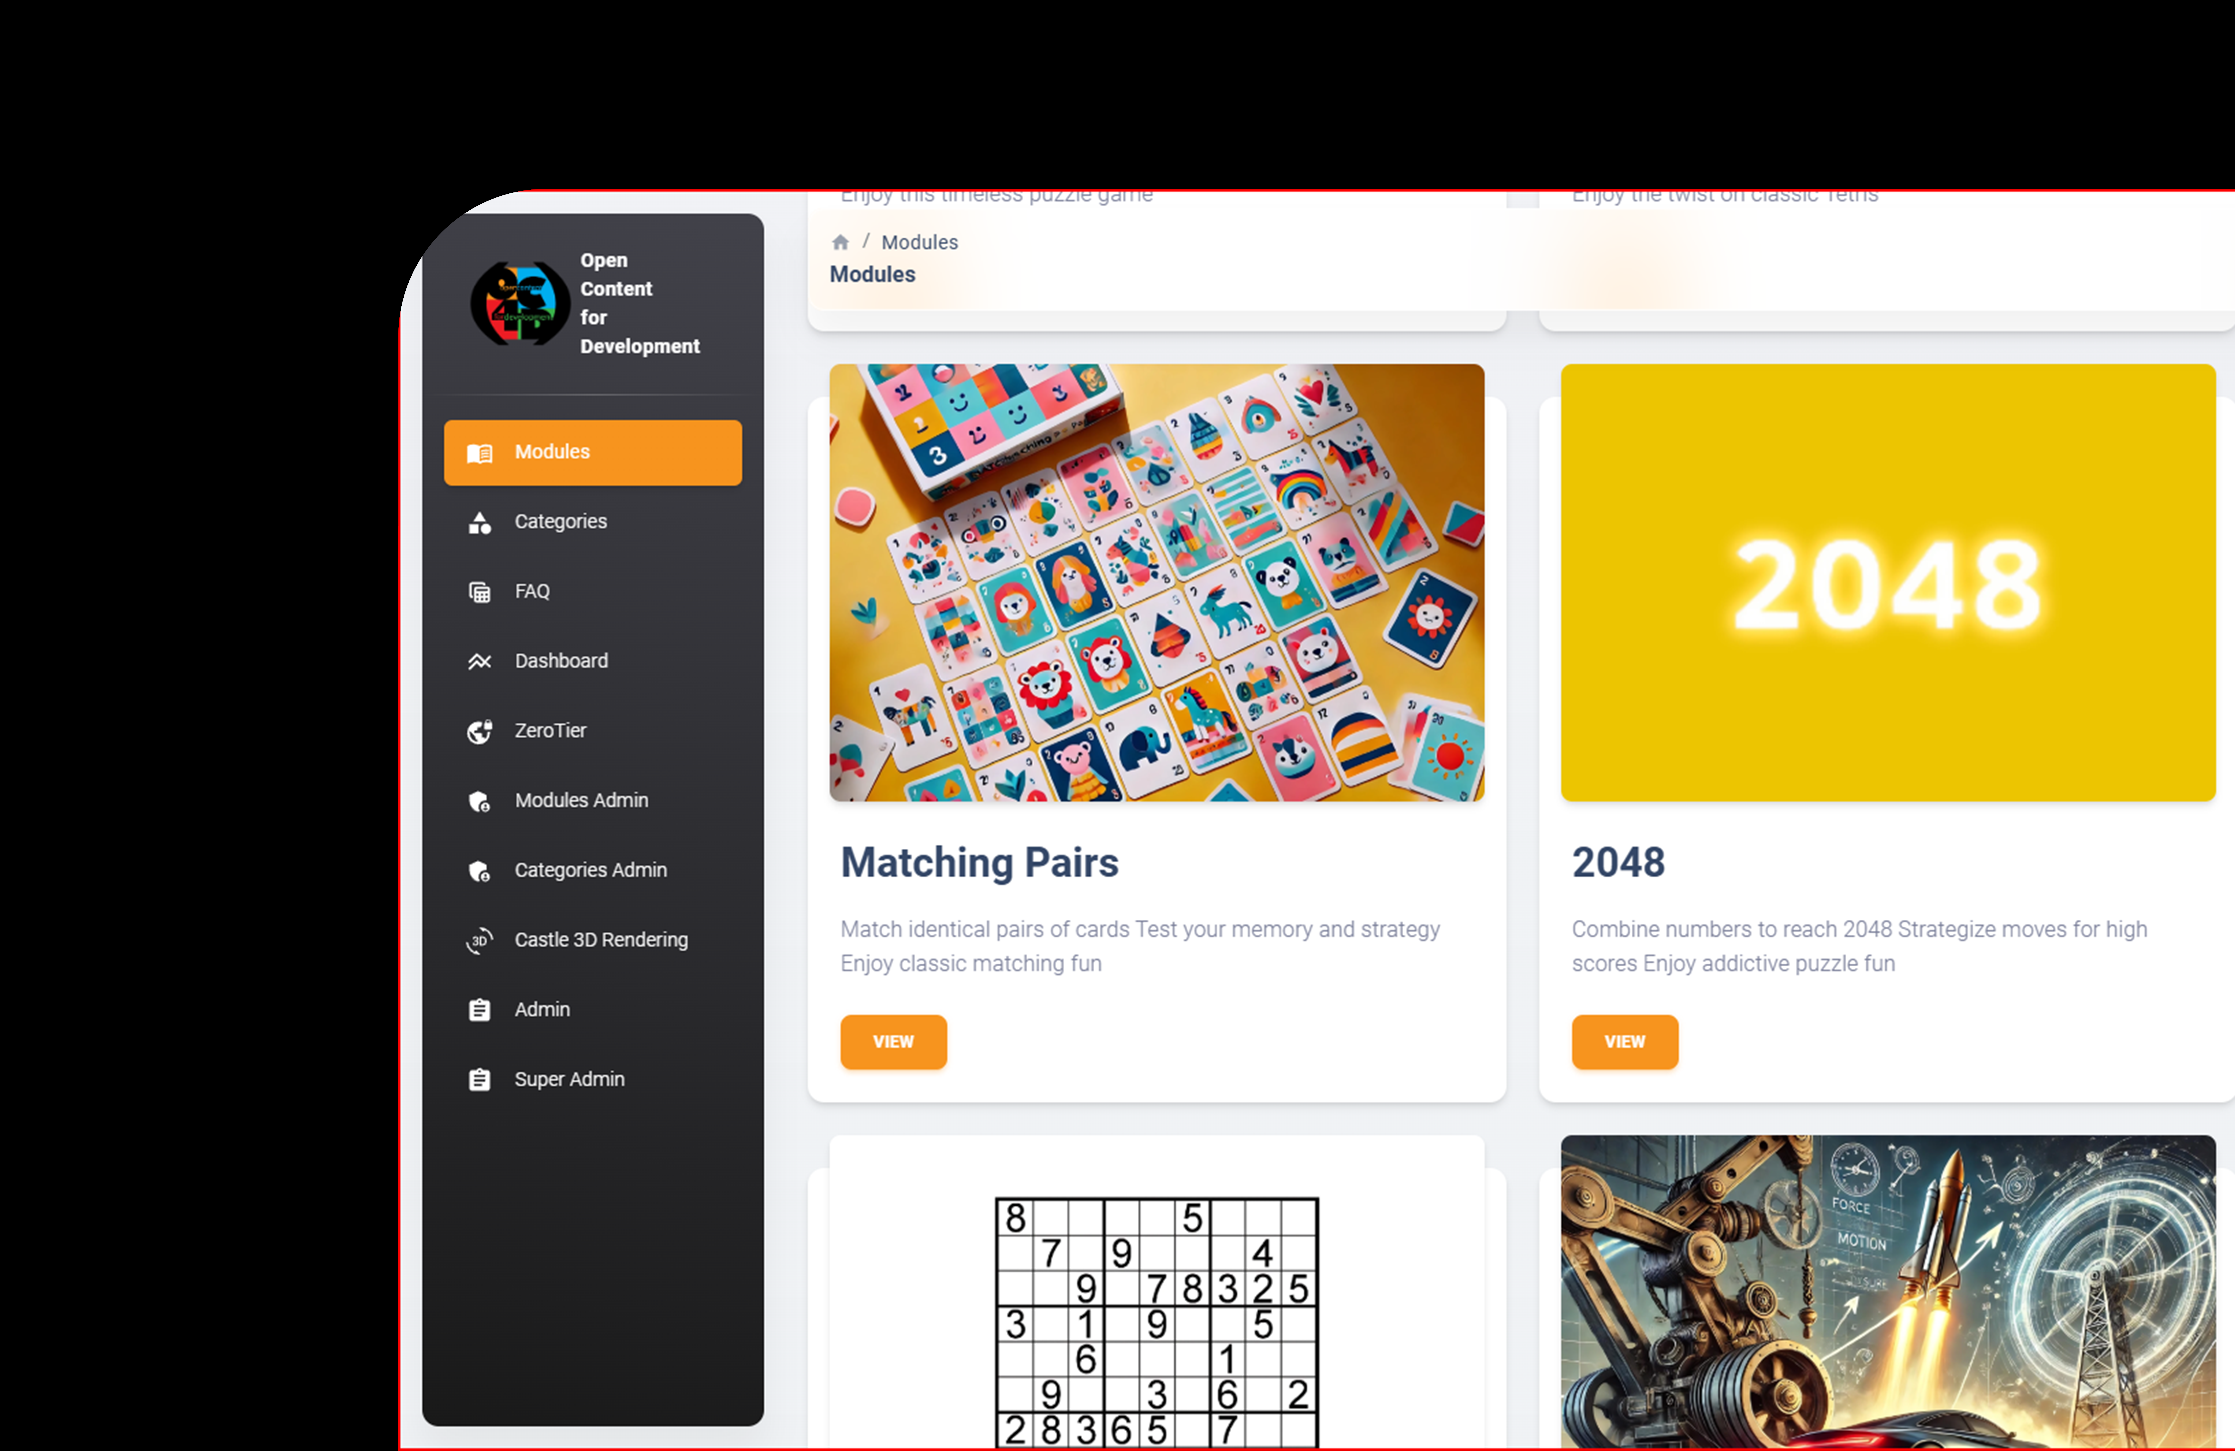 Enjoy this timeless puzzle game
Enjoy the twist on classic Tetris
/ Modules
Modules
Open
Content
for
Development
Modules
Categories
FAQ
Dashboard
ZeroTier
Modules Admin
Categories Admin
3D Castle 3D Rendering
Admin
Super Admin
2048
Matching Pairs
Match identical pairs of cards Test your memory and strategy
Enjoy classic matching fun
VIEW
2048
Combine numbers to reach 2048 Strategize moves for high
scores Enjoy addictive puzzle fun
VIEW
8 5
7 9 4
9 7 8 3 2 5
3 1 9 5
6 1
9 3 6 2
2 8 3 6 5 7
FORCE
MOTION